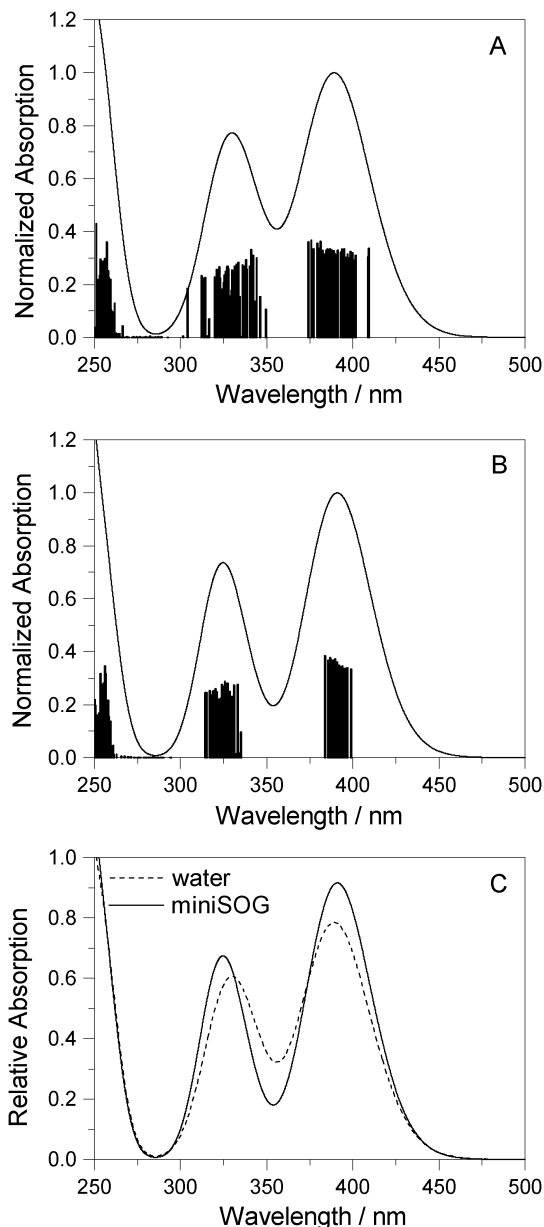 A
1.2
1.0
0.8
0.6
0.4
0.2
0.0
Normalized Absorption
250 300 350 400 450 500
Wavelength / nm
B
1.2
1.0
0.8
0.6
0.4
0.2
0.0
Normalized Absorption
250 300 350 400 450 500
Wavelength / nm
C
water
miniSOG
1.0
0.8
0.6
0.4
0.2
0.0
Relative Absorption
250 300 350 400 450 500
Wavelength / nm